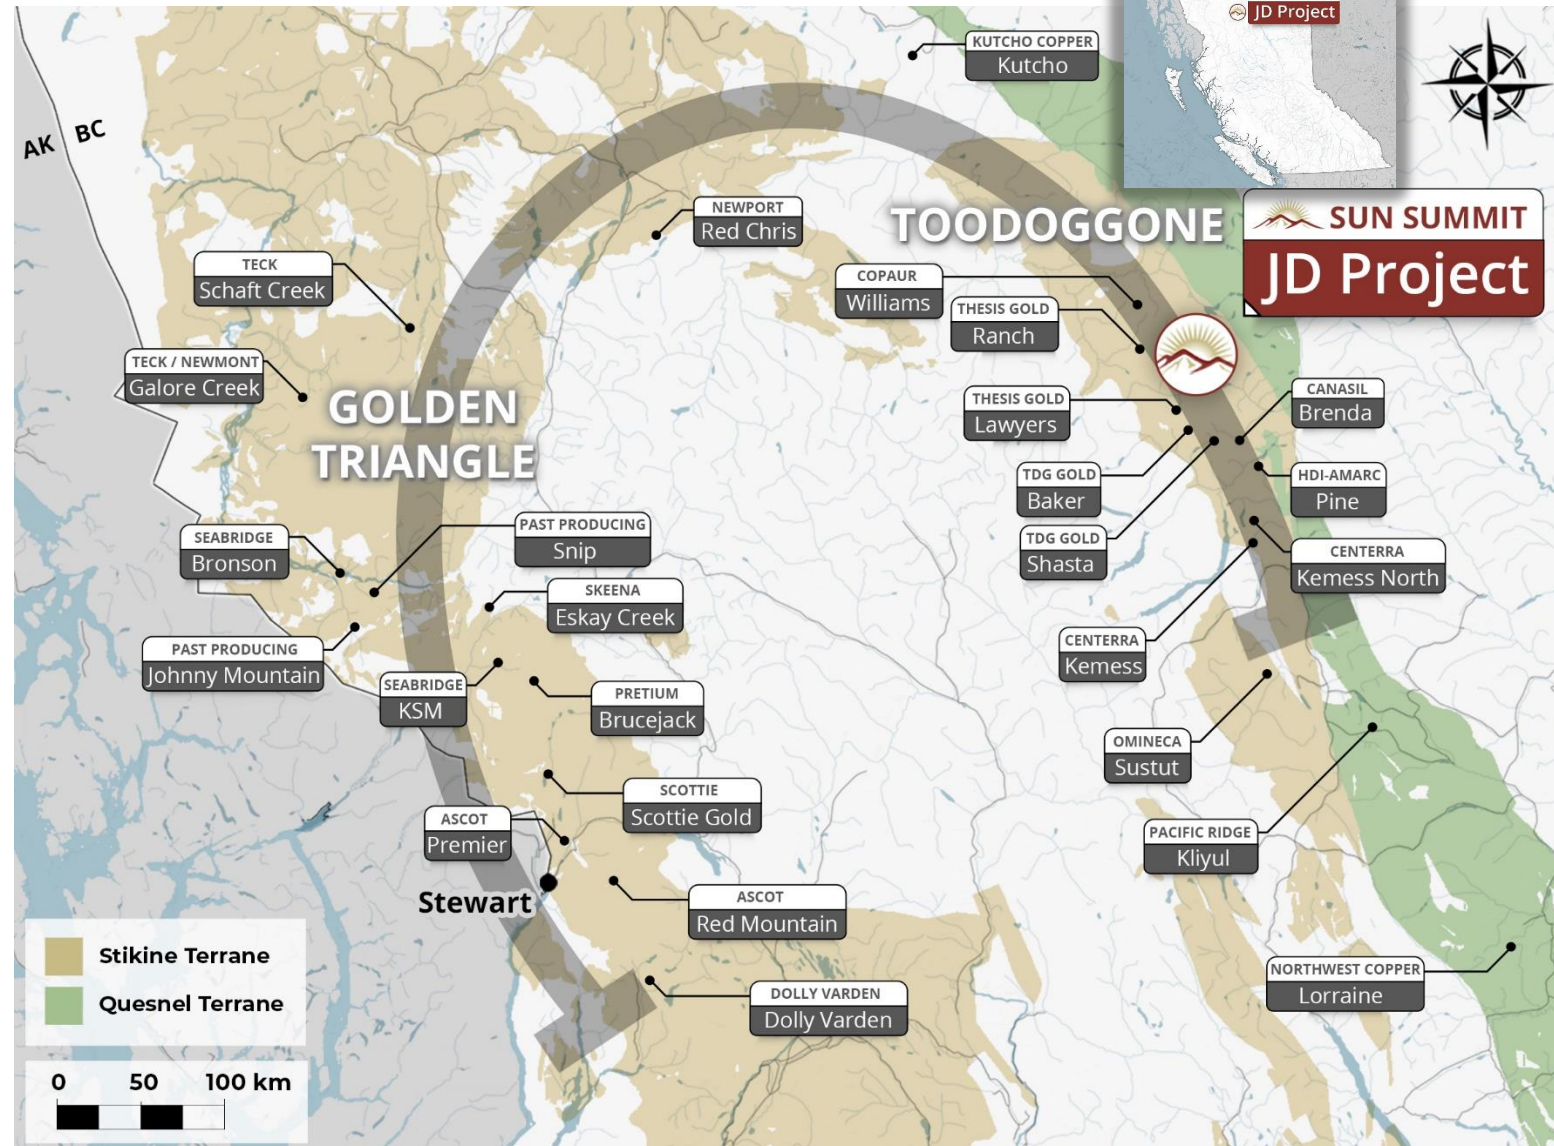 JD Project
KUTCHO COPPER
Kutcho
AK
BC
NEWPORT
Red Chris
TOODOGGONE
SUN SUMMIT
JD Project
TECK
Schaft Creek
COPAUR
Williams
THESIS GOLD
Ranch
TECK / NEWMONT
Galore Creek
GOLDEN
TRIANGLE
THESIS GOLD
Lawyers
CANASIL
Brenda
TDG GOLD
Baker
HDI-AMARC
Pine
SEABRIDGE
Bronson
PAST PRODUCING
Snip
TDG GOLD
Shasta
CENTERRA
Kemess North
SKEENA
Eskay Creek
PAST PRODUCING
Johnny Mountain
CENTERRA
Kemess
SEABRIDGE
KSM
PRETIUM
Brucejack
OMINECA
Sustut
SCOTTIE
Scottie Gold
ASCOT
Premier
PACIFIC RIDGE
Kliyul
Stewart
ASCOT
Red Mountain
Stikine Terrane
Quesnel Terrane
NORTHWEST COPPER
Lorraine
DOLLY VARDEN
Dolly Varden
0 50 100 km